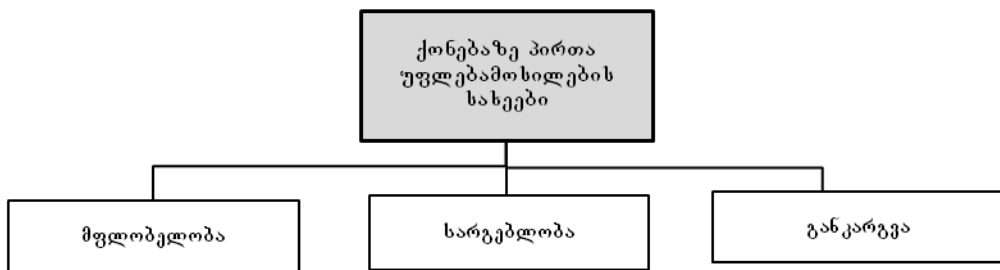 ქონებაზე პირთა
უფლებამოსილების
სახეები
მფლობელობა
სარგებლობა
განკარგვა